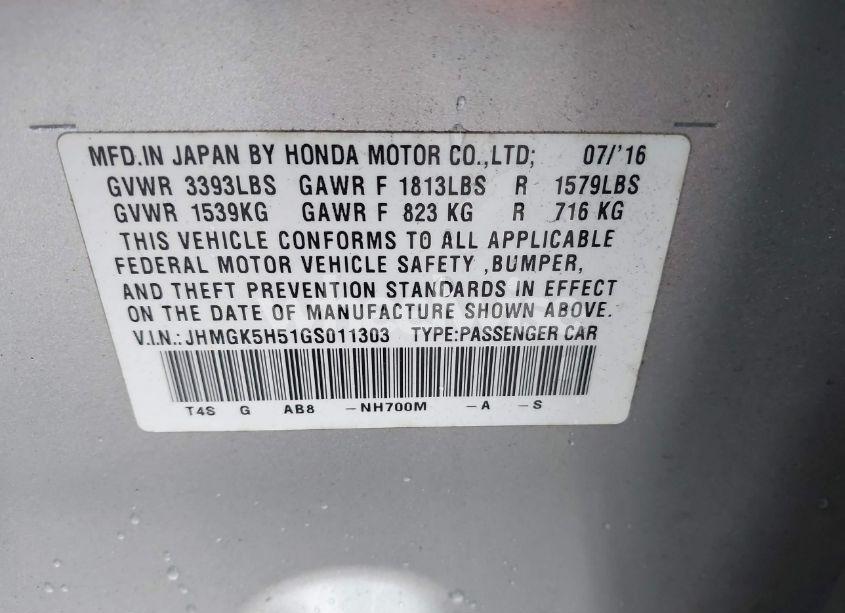 MFD.IN JAPAN BY HONDA MOTOR CO.,LTD; 07/'16
GVWR 3393LBS GAWR F 1813LBS R 1579LBS
GVWR 1539KG GAWR F 823 KG R 716 KG
THIS VEHICLE CONFORMS TO ALL APPLICABLE
FEDERAL MOTOR VEHICLE SAFETY ,BUMPER,
AND THEFT PREVENTION STANDARDS IN EFFECT
ON THE DATE OF MANUFACTURE SHOWN ABOVE.
V.I.N.:JHMGK5H51GS011303 TYPE:PASSENGER CAR
T4S G AB8 -NH700M -A -S